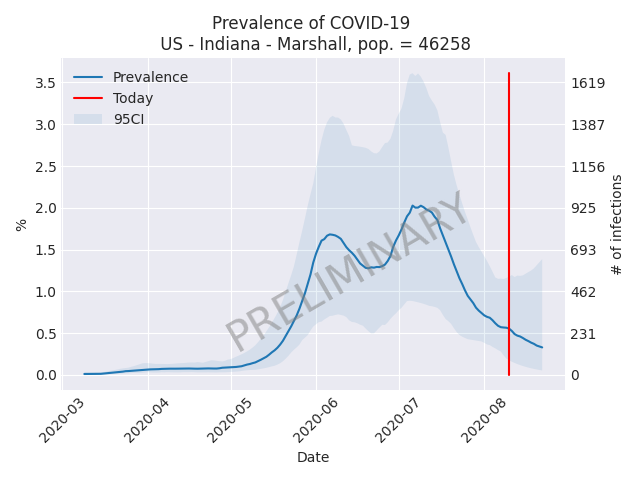 Prevalence of COVID-19
US - Indiana - Marshall, pop. = 46258
Prevalence
Today
95CI
3.5
3.0
2.5
2.0
1.5
1.0
0.5
0.0
%
1619
1387
1156
925
693
462
231
0
# of infections
PRELIMINARY
2020-03
2020-04
2020-05
2020-06
2020-07
2020-08
Date